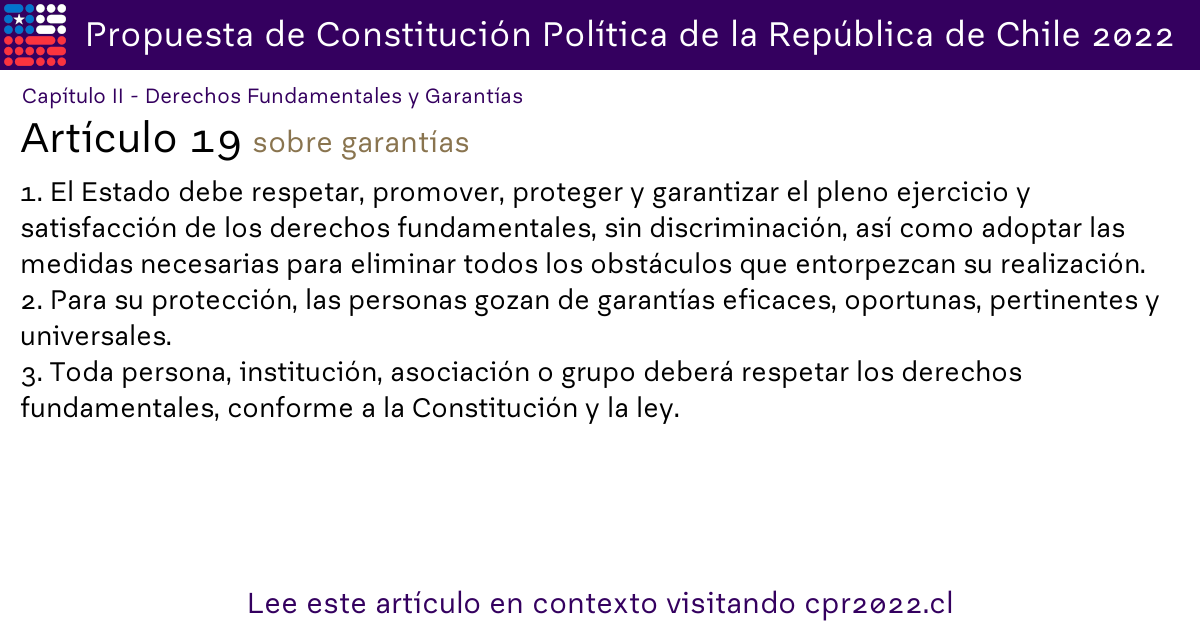 Propuesta de Constitución Política de la República de Chile 2022
Capítulo II - Derechos Fundamentales y Garantías
Artículo 19 sobre garantías
1. El Estado debe respetar, promover, proteger y garantizar el pleno ejercicio y
satisfacción de los derechos fundamentales, sin discriminación, así como adoptar las
medidas necesarias para eliminar todos los obstáculos que entorpezcan su realización.
2. Para su protección, las personas gozan de garantías eficaces, oportunas, pertinentes y
universales.
3. Toda persona, institución, asociación o grupo deberá respetar los derechos
fundamentales, conforme a la Constitución y la ley.
Lee este artículo en contexto visitando cpr2022.cl